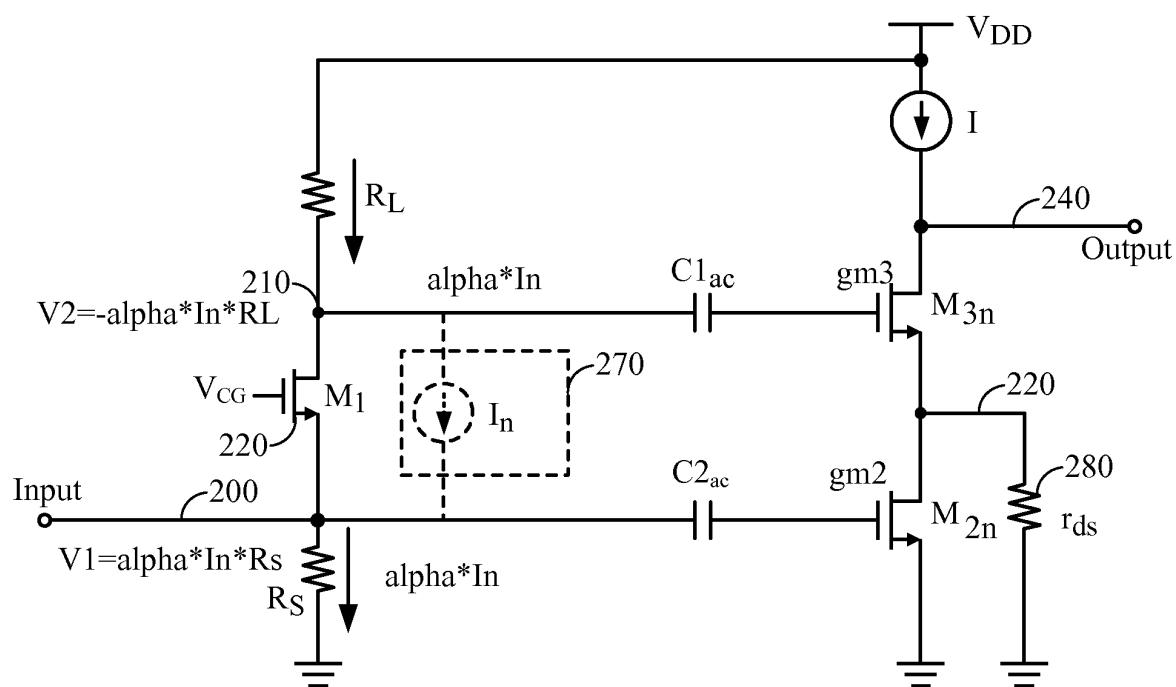 V_DD
I
R_L
240
Output
210
alpha*In
C1_ac
gm3
M_3n
V2=-alpha*In*RL
270
V_CG
M_1
I_n
220
220
Input
200
C2_ac
gm2
M_2n
280
r_ds
V1=alpha*In*Rs
R_S
alpha*In